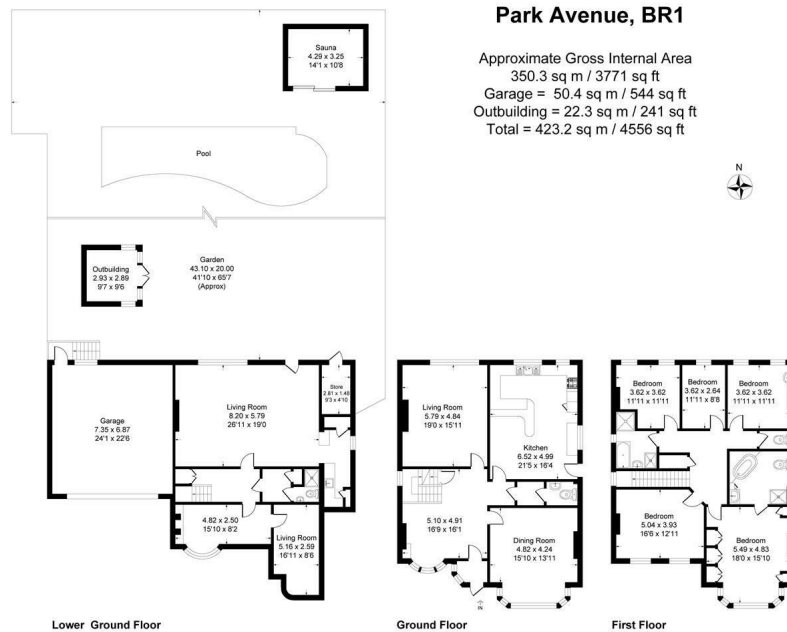 Park Avenue, BR1
Approximate Gross Internal Area
350.3 sq m / 3771 sq ft
Garage = 50.4 sq m / 544 sq ft
Outbuilding = 22.3 sq m / 241 sq ft
Total = 423.2 sq m / 4556 sq ft
N
Sauna
4.29 x 3.25
14'1 x 10'8
Pool
Outbuilding
2.93 x 2.89
9'7 x 9'6
Garden
43.10 x 20.00
41'10 x 65'7
(Approx)
Garage
7.35 x 6.87
24'1 x 22'6
Living Room
8.20 x 5.79
26'11 x 19'0
Store
2.81 x 1.48
9'3 x 4'10
4.82 x 2.50
15'10 x 8'2
Living Room
5.16 x 2.59
16'11 x 8'6
Lower Ground Floor
Living Room
5.79 x 4.84
19'0 x 15'11
Kitchen
6.52 x 4.99
21'5 x 16'4
5.10 x 4.91
16'9 x 16'1
Dining Room
4.82 x 4.24
15'10 x 13'11
IN
Ground Floor
Bedroom
3.62 x 3.62
11'11 x 11'11
Bedroom
3.62 x 2.64
11'11 x 8'8
Bedroom
3.62 x 3.62
11'11 x 11'11
Bedroom
5.04 x 3.93
16'6 x 12'11
Bedroom
5.49 x 4.83
18'0 x 15'10
First Floor